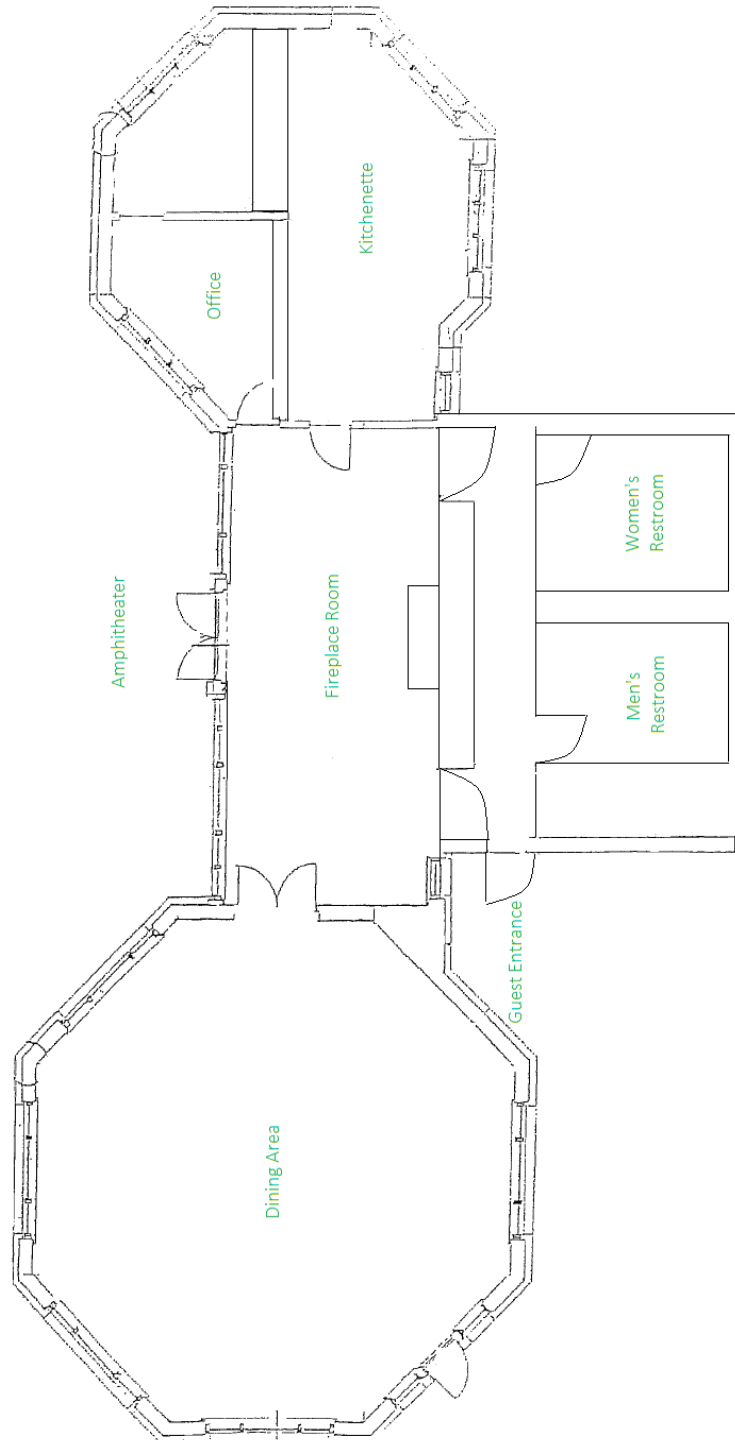 Kitchenette
Office
Amphitheater
Fireplace Room
Women's
Restroom
Men's
Restroom
Guest Entrance
Dining Area